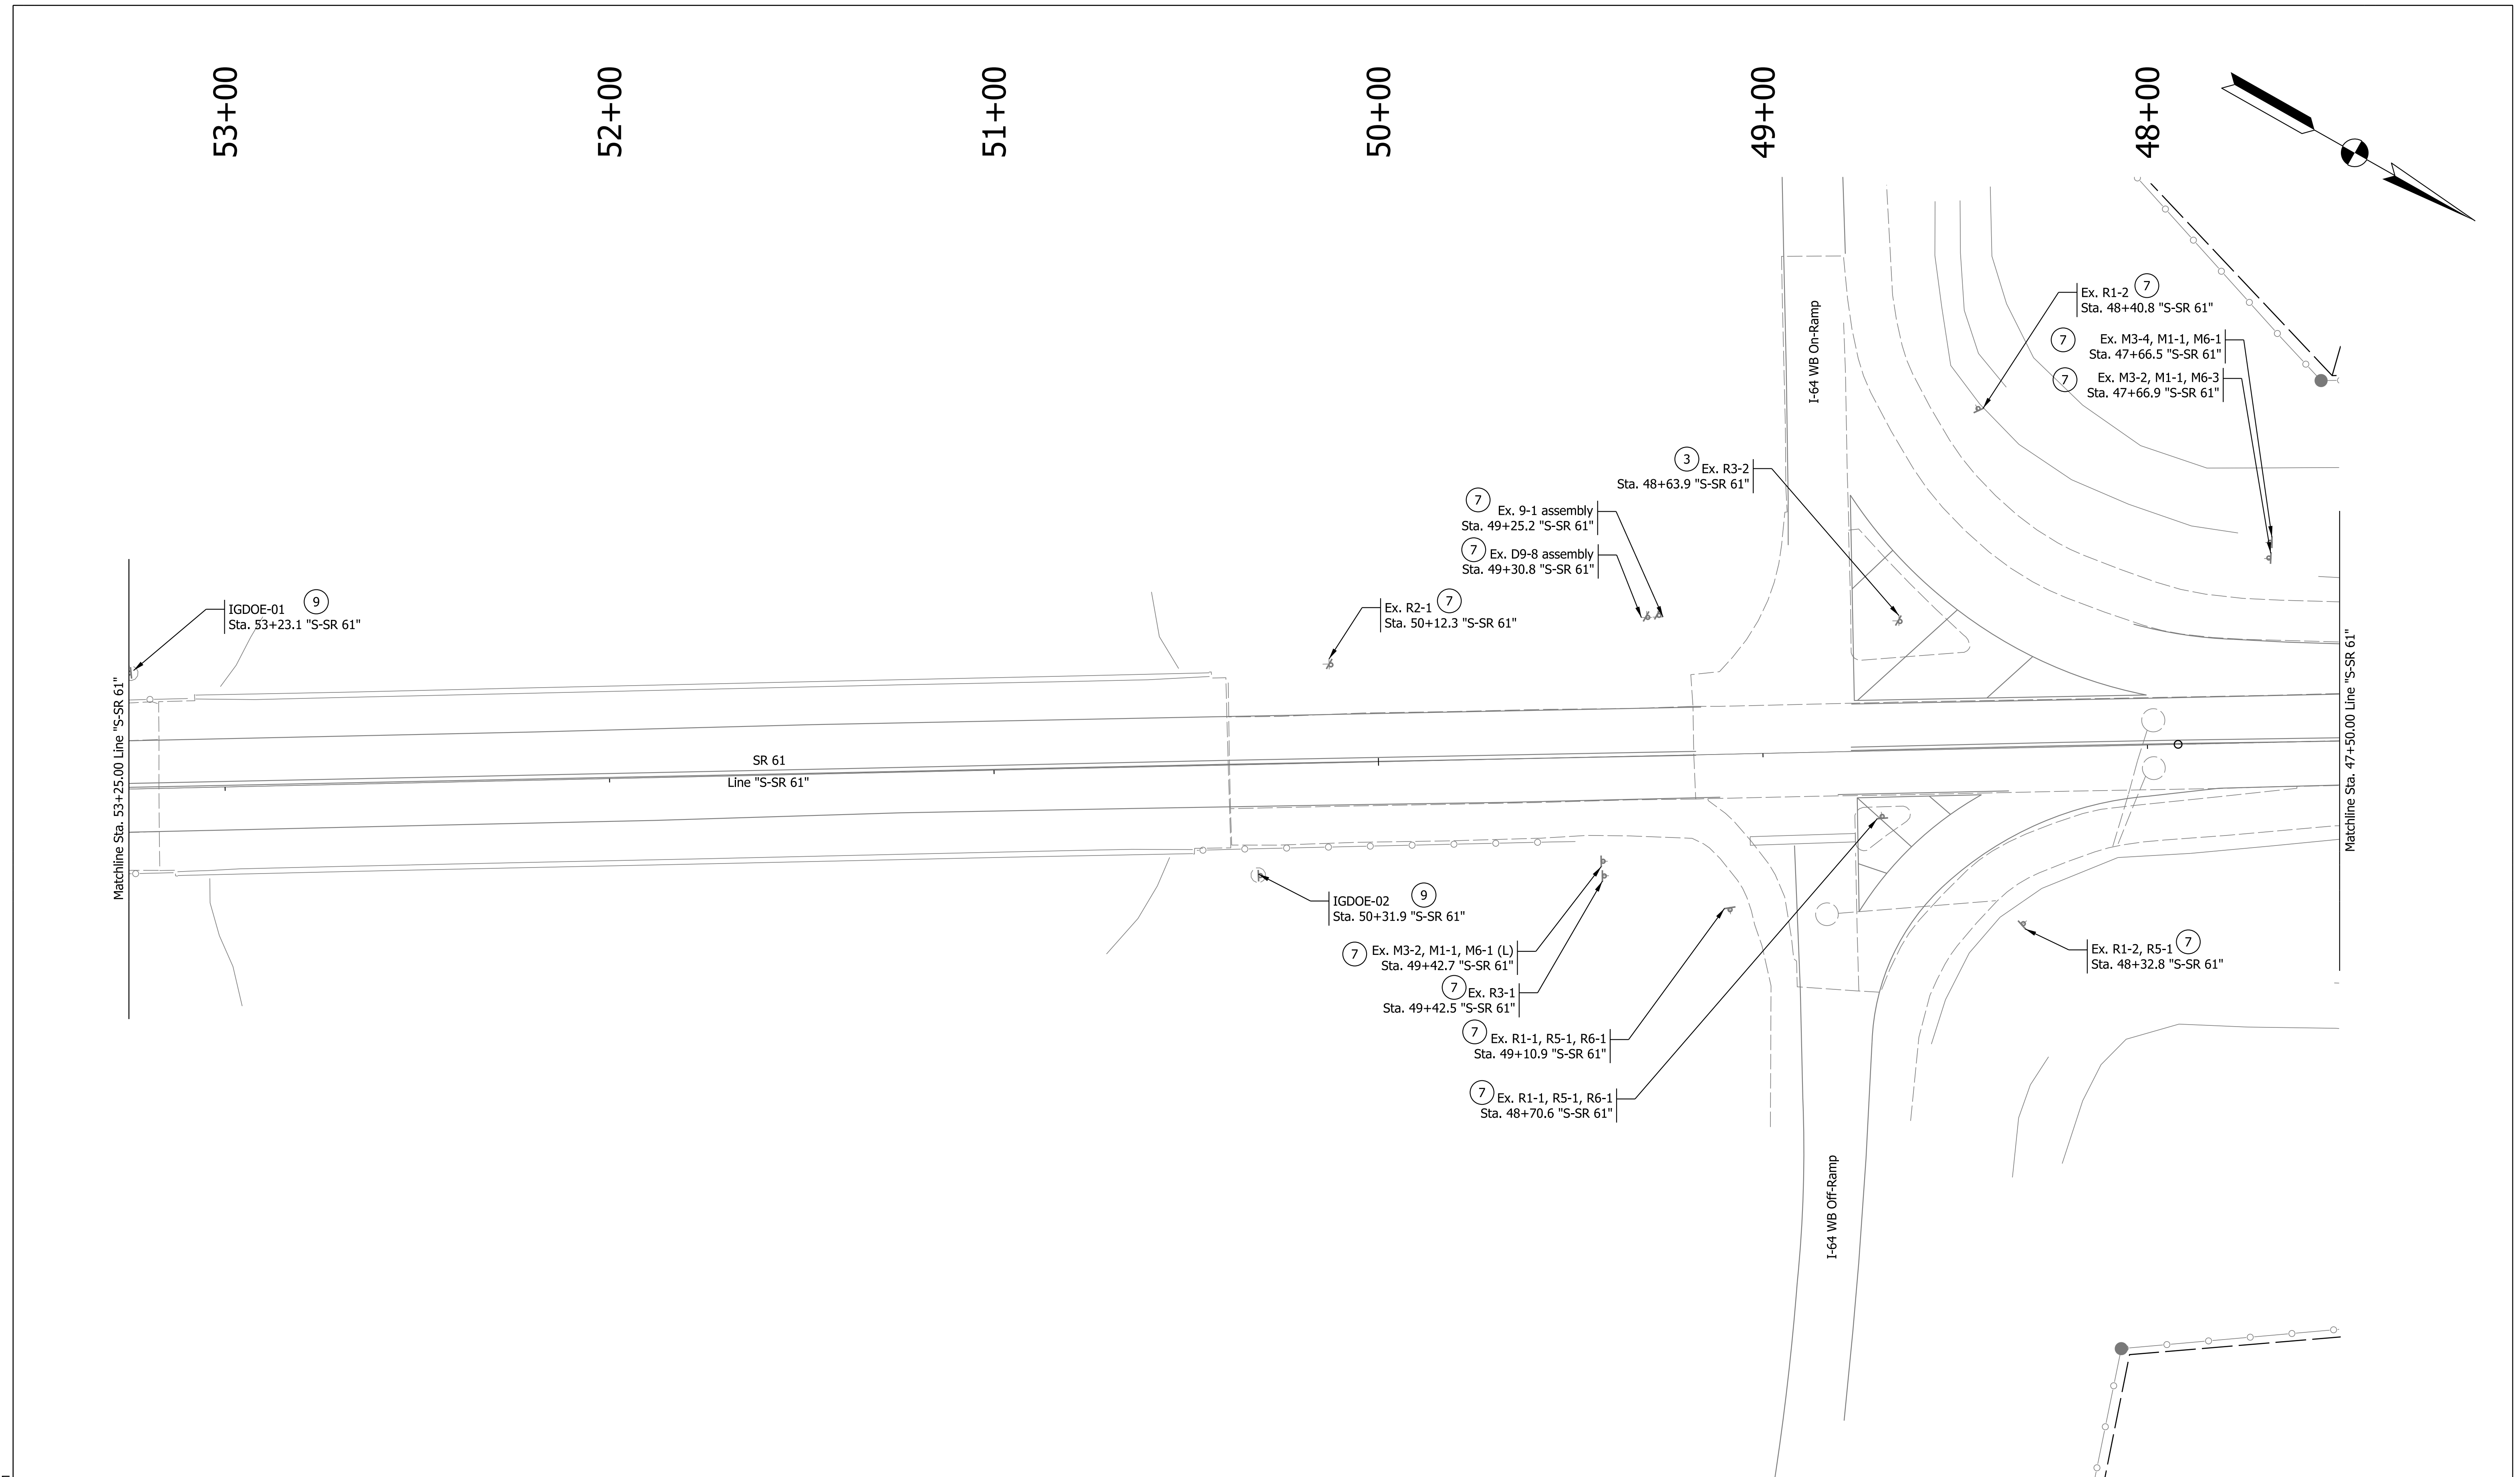 53+00
52+00
51+00
50+00
49+00
48+00
I-64 WB On-Ramp
Ex. R1-2 7
Sta. 48+40.8 "S-SR 61"
7 Ex. M3-4, M1-1, M6-1
Sta. 47+66.5 "S-SR 61"
7 Ex. M3-2, M1-1, M6-3
Sta. 47+66.9 "S-SR 61"
3 Ex. R3-2
Sta. 48+63.9 "S-SR 61"
7 Ex. 9-1 assembly
Sta. 49+25.2 "S-SR 61"
7 Ex. D9-8 assembly
Sta. 49+30.8 "S-SR 61"
Ex. R2-1 7
Sta. 50+12.3 "S-SR 61"
IGDOE-01 9
Sta. 53+23.1 "S-SR 61"
Matchline Sta. 53+25.00 Line "S-SR 61"
SR 61
Line "S-SR 61"
Matchline Sta. 47+50.00 Line "S-SR 61"
IGDOE-02 9
Sta. 50+31.9 "S-SR 61"
7 Ex. M3-2, M1-1, M6-1 (L)
Sta. 49+42.7 "S-SR 61"
7 Ex. R3-1
Sta. 49+42.5 "S-SR 61"
7 Ex. R1-1, R5-1, R6-1
Sta. 49+10.9 "S-SR 61"
7 Ex. R1-1, R5-1, R6-1
Sta. 48+70.6 "S-SR 61"
Ex. R1-2, R5-1 7
Sta. 48+32.8 "S-SR 61"
I-64 WB Off-Ramp